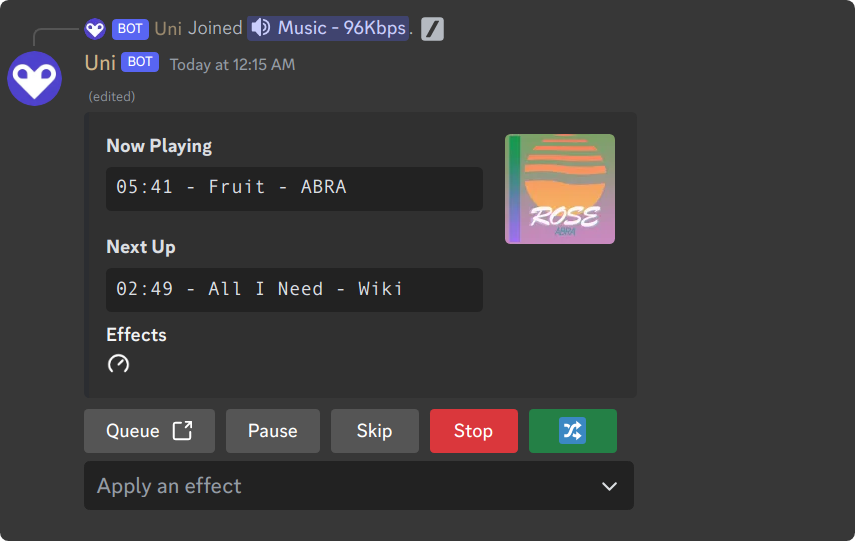 BOT Uni Joined Music - 96Kbps.
Uni BOT Today at 12:15 AM
(edited)
Now Playing
05:41 - Fruit - ABRA
ROSE
ABRA
Next Up
02:49 - All I Need - Wiki
Effects
Queue Pause Skip Stop
Apply an effect